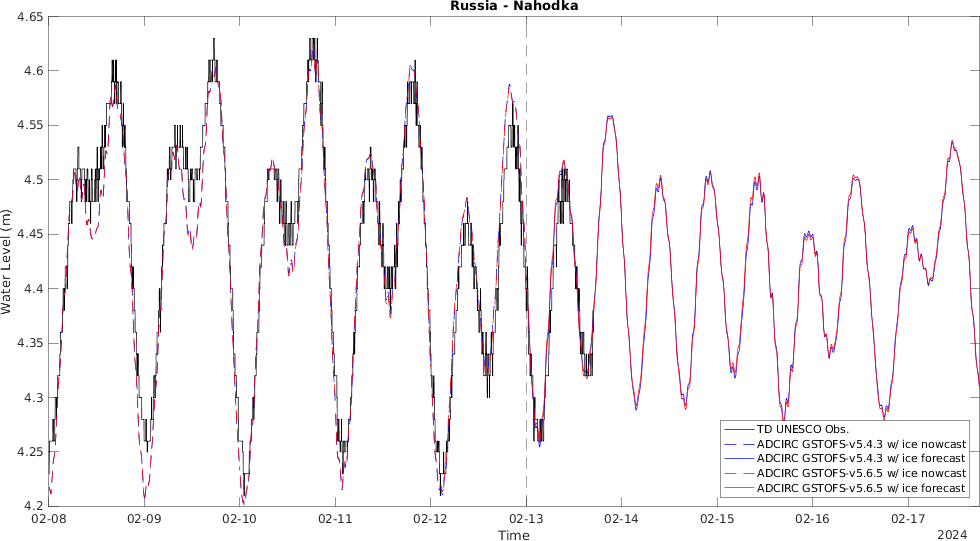 Russia - Nahodka
4.65
4.6
4.55
4.5
4.45
4.4
4.35
4.3
4.25
4.2
Water Level (m)
TD UNESCO Obs.
ADCIRC GSTOFS-v5.4.3 w/ ice nowcast
ADCIRC GSTOFS-v5.4.3 w/ ice forecast
ADCIRC GSTOFS-v5.6.5 w/ ice nowcast
ADCIRC GSTOFS-v5.6.5 w/ ice forecast
02-08 02-09 02-10 02-11 02-12 02-13 02-14 02-15 02-16 02-17
Time
2024